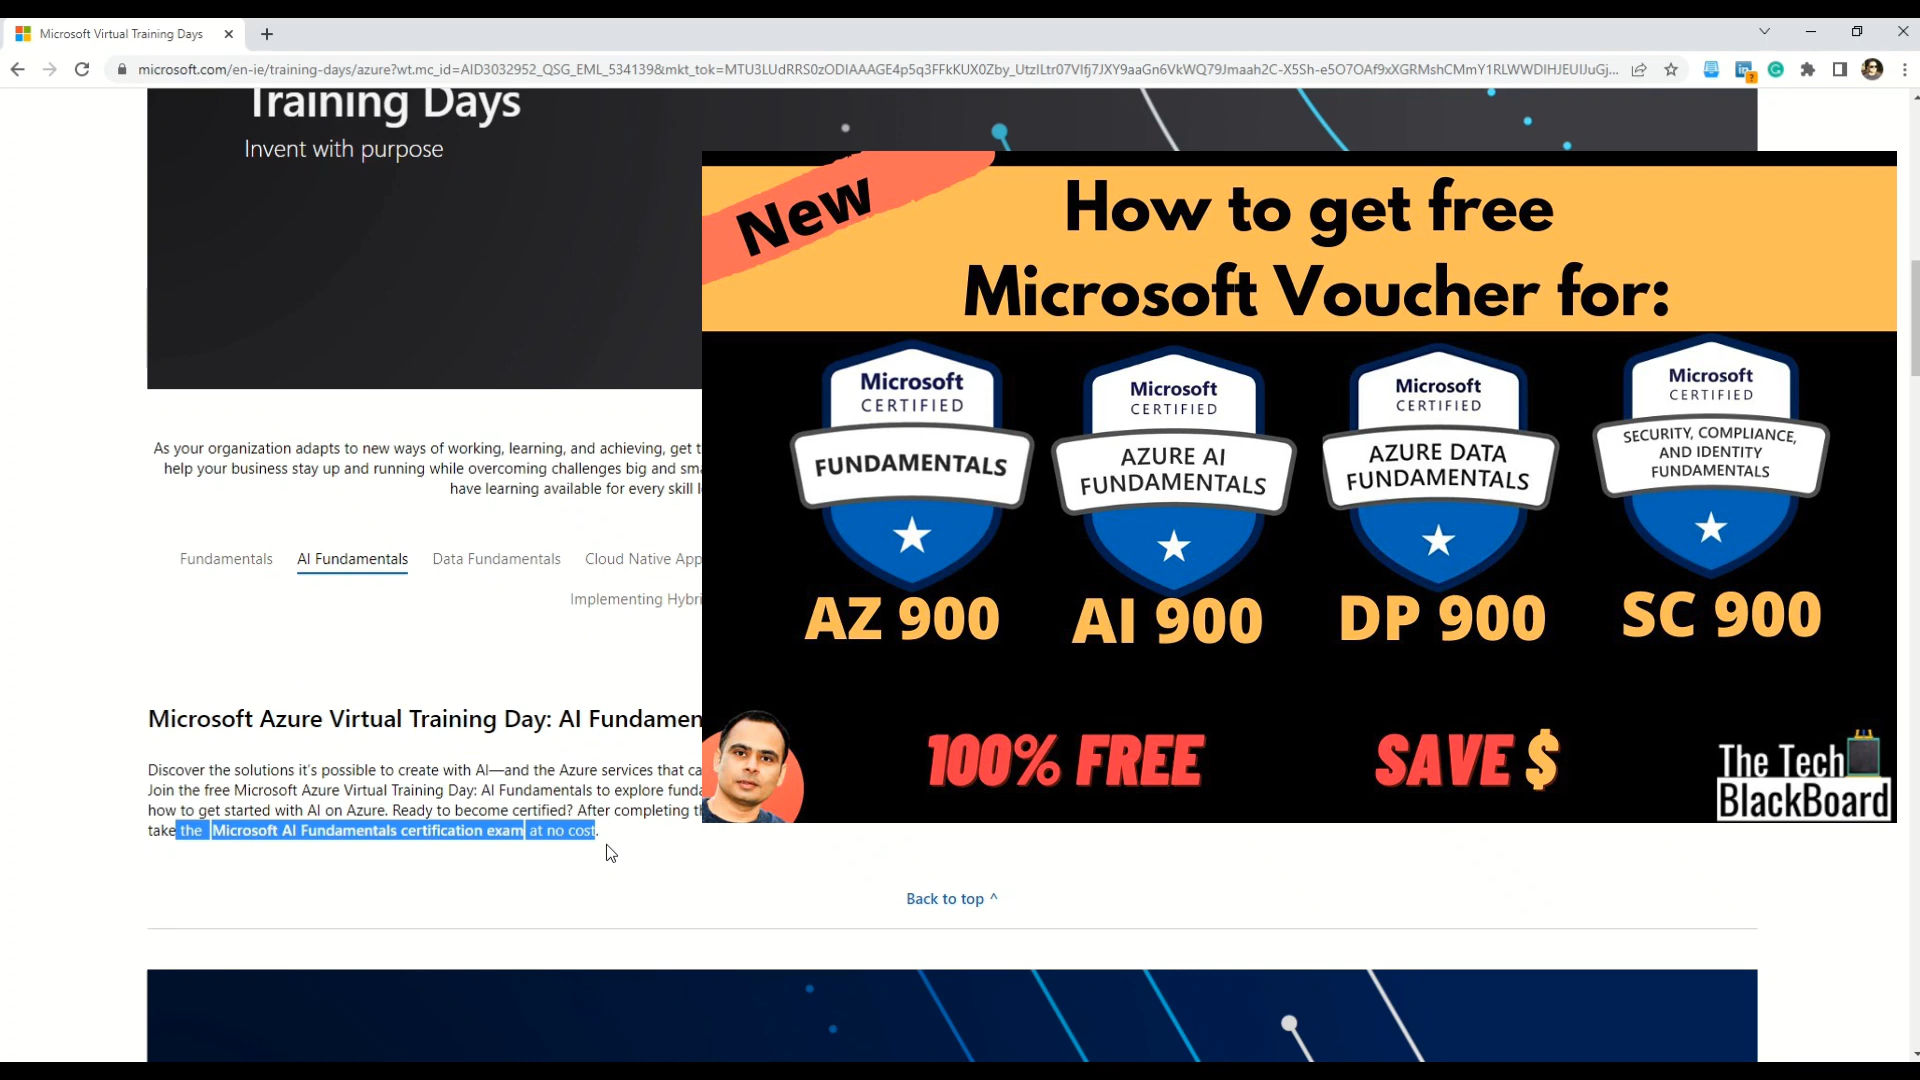 Microsoft Virtual Training Days
microsoft.com/en-ie/training-days/azure?wt.mc_id=AID3032952_QSG_EML_534139&mkt_tok=
Training Days
Invent with purpose
New
How to get free
Microsoft Voucher for:
Microsoft
CERTIFIED
FUNDAMENTALS
AZ 900
Microsoft
CERTIFIED
AZURE AI
FUNDAMENTALS
AI 900
Microsoft
CERTIFIED
AZURE DATA
FUNDAMENTALS
DP 900
Microsoft
CERTIFIED
SECURITY, COMPLIANCE,
AND IDENTITY
FUNDAMENTALS
SC 900
100% FREE
SAVE $
The Tech
BlackBoard
As your organization adapts to new ways of working, learning, and achieving, get
help your business stay up and running while overcoming challenges big and
have learning available for every skill
Fundamentals AI Fundamentals Data Fundamentals Cloud Native App
Implementing Hybri
Microsoft Azure Virtual Training Day: AI Fundamen
Discover the solutions it's possible to create with AI—and the Azure services that ca
Join the free Microsoft Azure Virtual Training Day: AI Fundamentals to explore funda
how to get started with AI on Azure. Ready to become certified? After completing
take the Microsoft AI Fundamentals certification exam at no cost.
Back to top ^